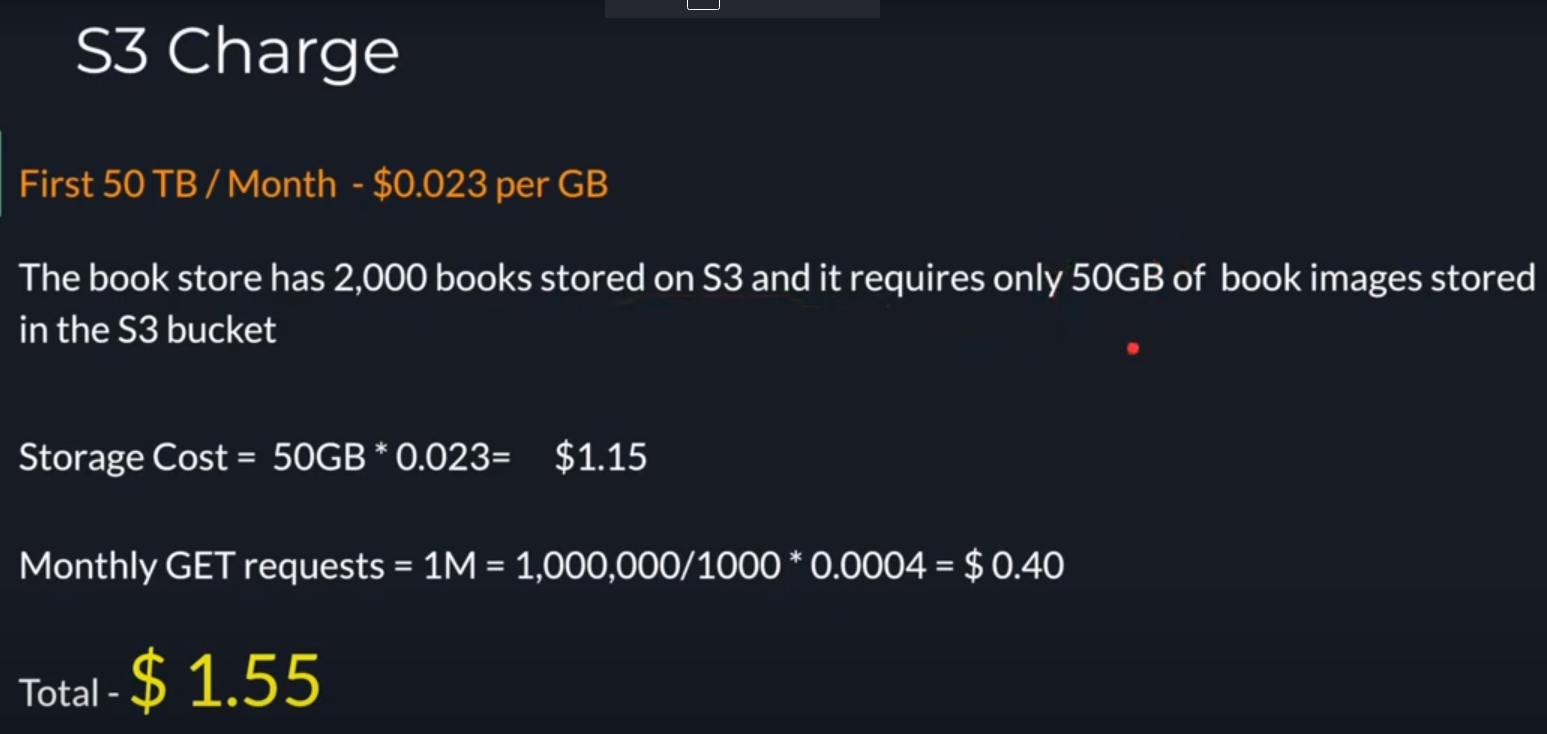 S3 Charge
First 50 TB / Month - $0.023 per GB
The book store has 2,000 books stored on S3 and it requires only 50GB of book images stored
in the S3 bucket
Storage Cost = 50GB * 0.023= $1.15
Monthly GET requests = 1M = 1,000,000/1000 * 0.0004 = $ 0.40
Total - $ 1.55